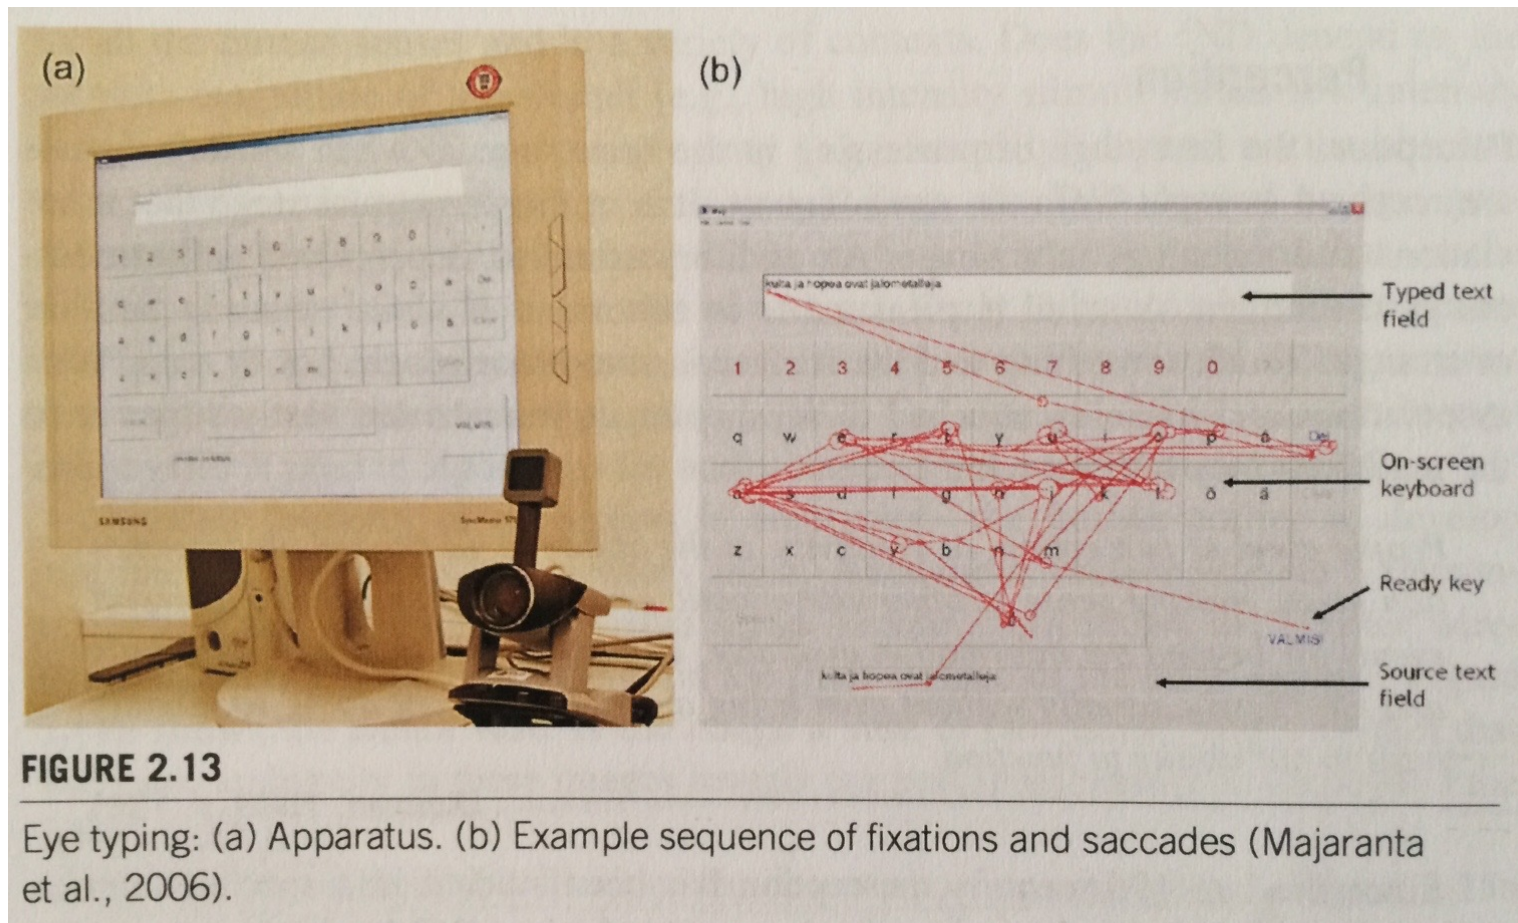 (a)
(b)
SAMSUNG
VALMIS
kulta ja hopea ovat jalometalleja
Typed text
field
1 2 3 4 5 6 7 8 9 0
q w e r t y u i o p å Del
On-screen
keyboard
a s d f g h j k l ö ä
z x c v b n m
Ready key
VALMIS!
kulta ja hopea ovat jalometalleja
Source text
field
FIGURE 2.13
Eye typing: (a) Apparatus. (b) Example sequence of fixations and saccades (Majaranta
et al., 2006).